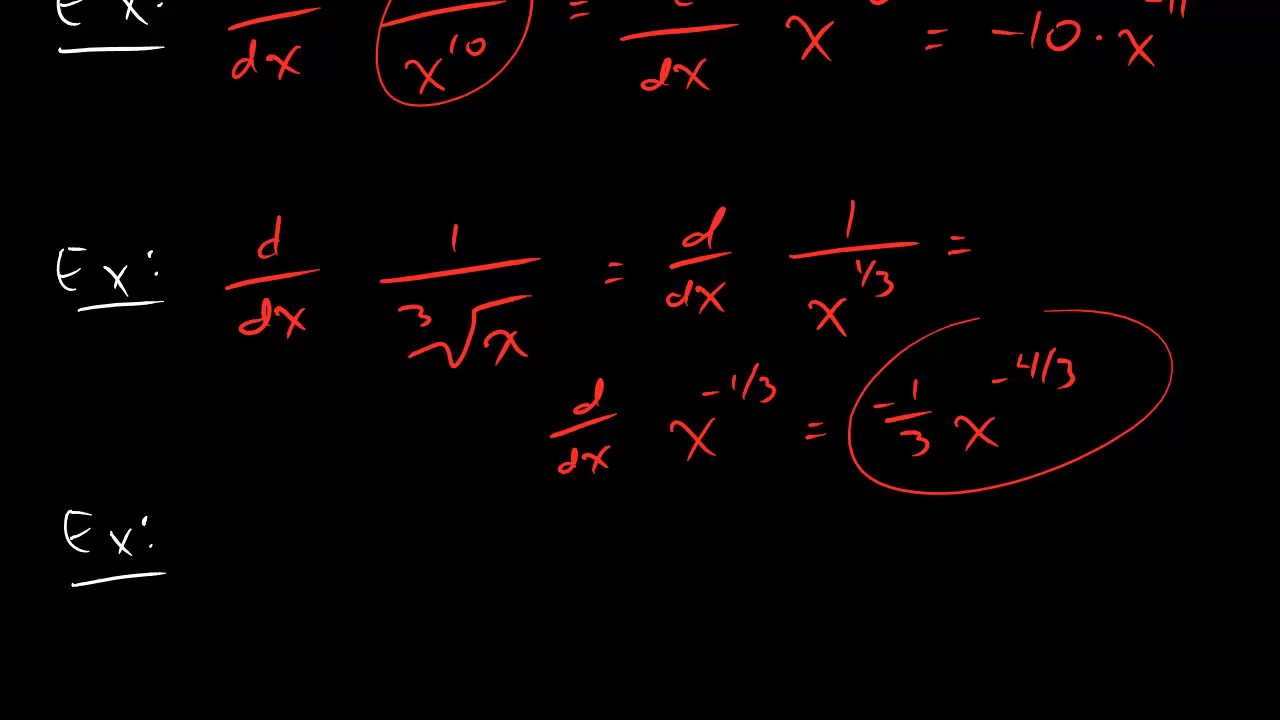 Ex: d/dx 1/x^10 = d/dx x = -10 · x^-11
Ex: d/dx 1/∛x = d/dx 1/x^1/3 =
d/dx x^-1/3 = -1/3 x^-4/3
Ex: